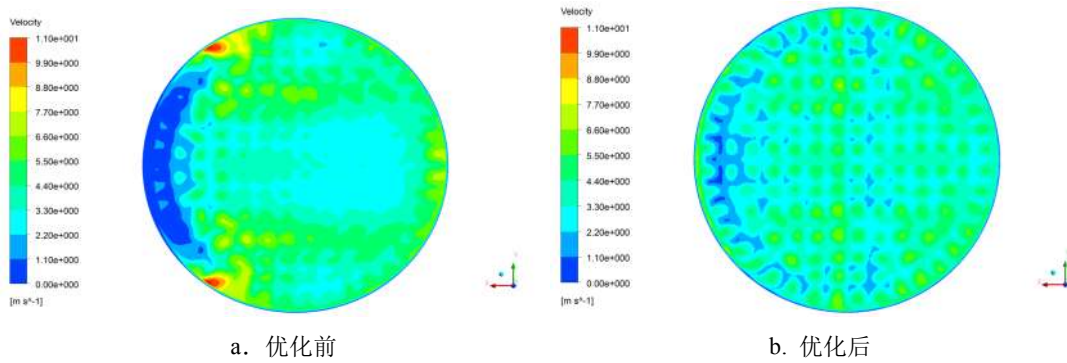 Velocity
1.10e+001
9.90e+000
8.80e+000
7.70e+000
6.60e+000
5.50e+000
4.40e+000
3.30e+000
2.20e+000
1.10e+000
0.00e+000
[m s^-1]
a. 优化前
Velocity
1.10e+001
9.90e+000
8.80e+000
7.70e+000
6.60e+000
5.50e+000
4.40e+000
3.30e+000
2.20e+000
1.10e+000
0.00e+000
[m s^-1]
b. 优化后